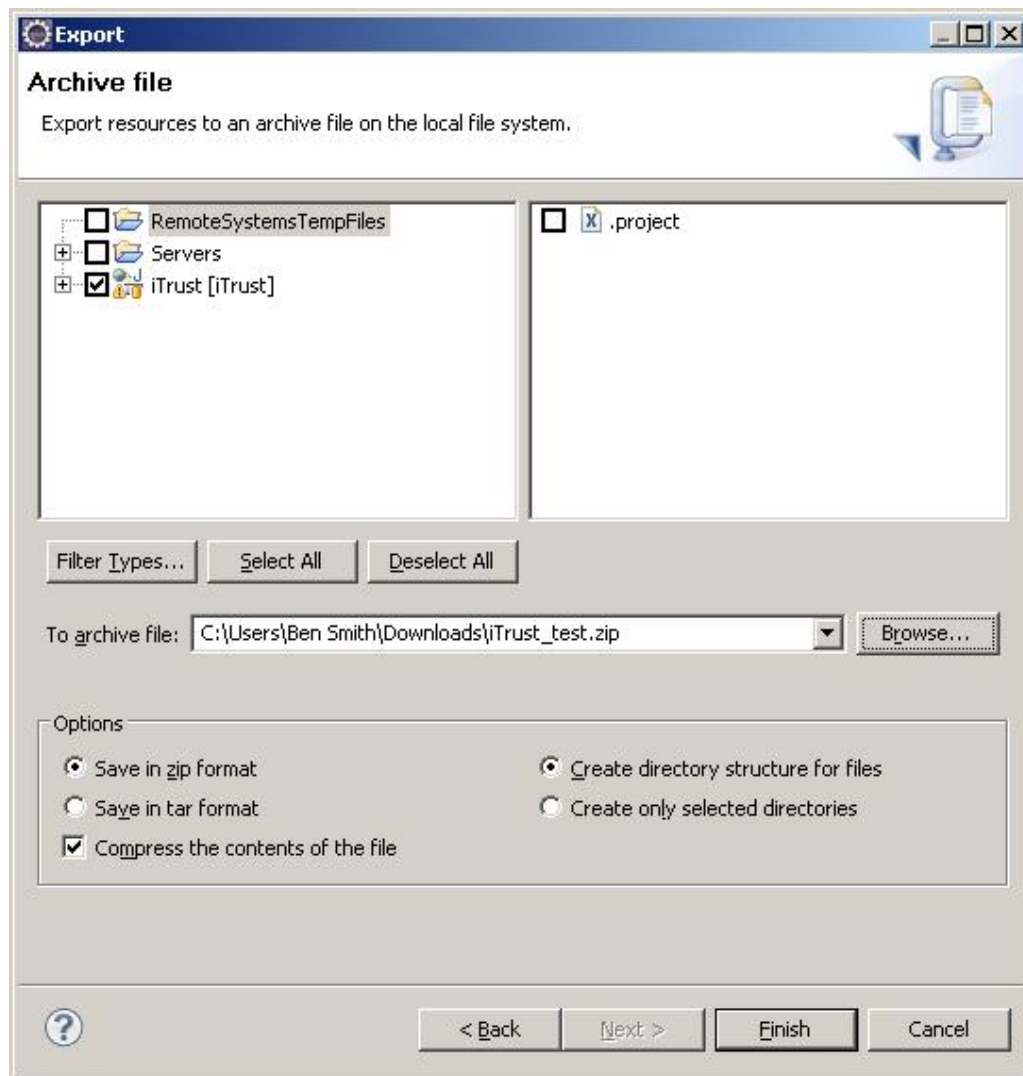 Export
Archive file
Export resources to an archive file on the local file system.
RemoteSystemsTempFiles
Servers
iTrust [iTrust]
.project
Filter Types...
Select All
Deselect All
To archive file:
C:\Users\Ben Smith\Downloads\iTrust_test.zip
Browse...
Options
Save in zip format
Save in tar format
Compress the contents of the file
Create directory structure for files
Create only selected directories
< Back
Next >
Finish
Cancel